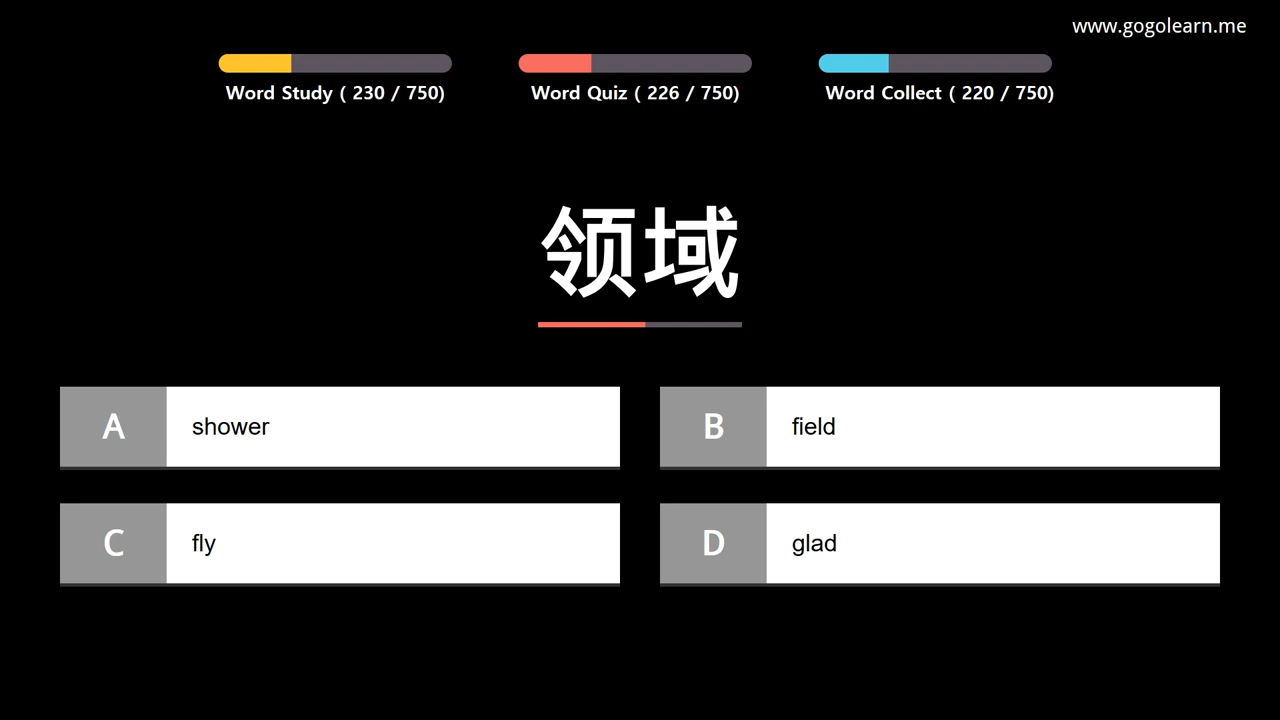 www.gogolearn.me
Word Study ( 230 / 750)
Word Quiz ( 226 / 750)
Word Collect ( 220 / 750)
领域
A shower
B field
C fly
D glad